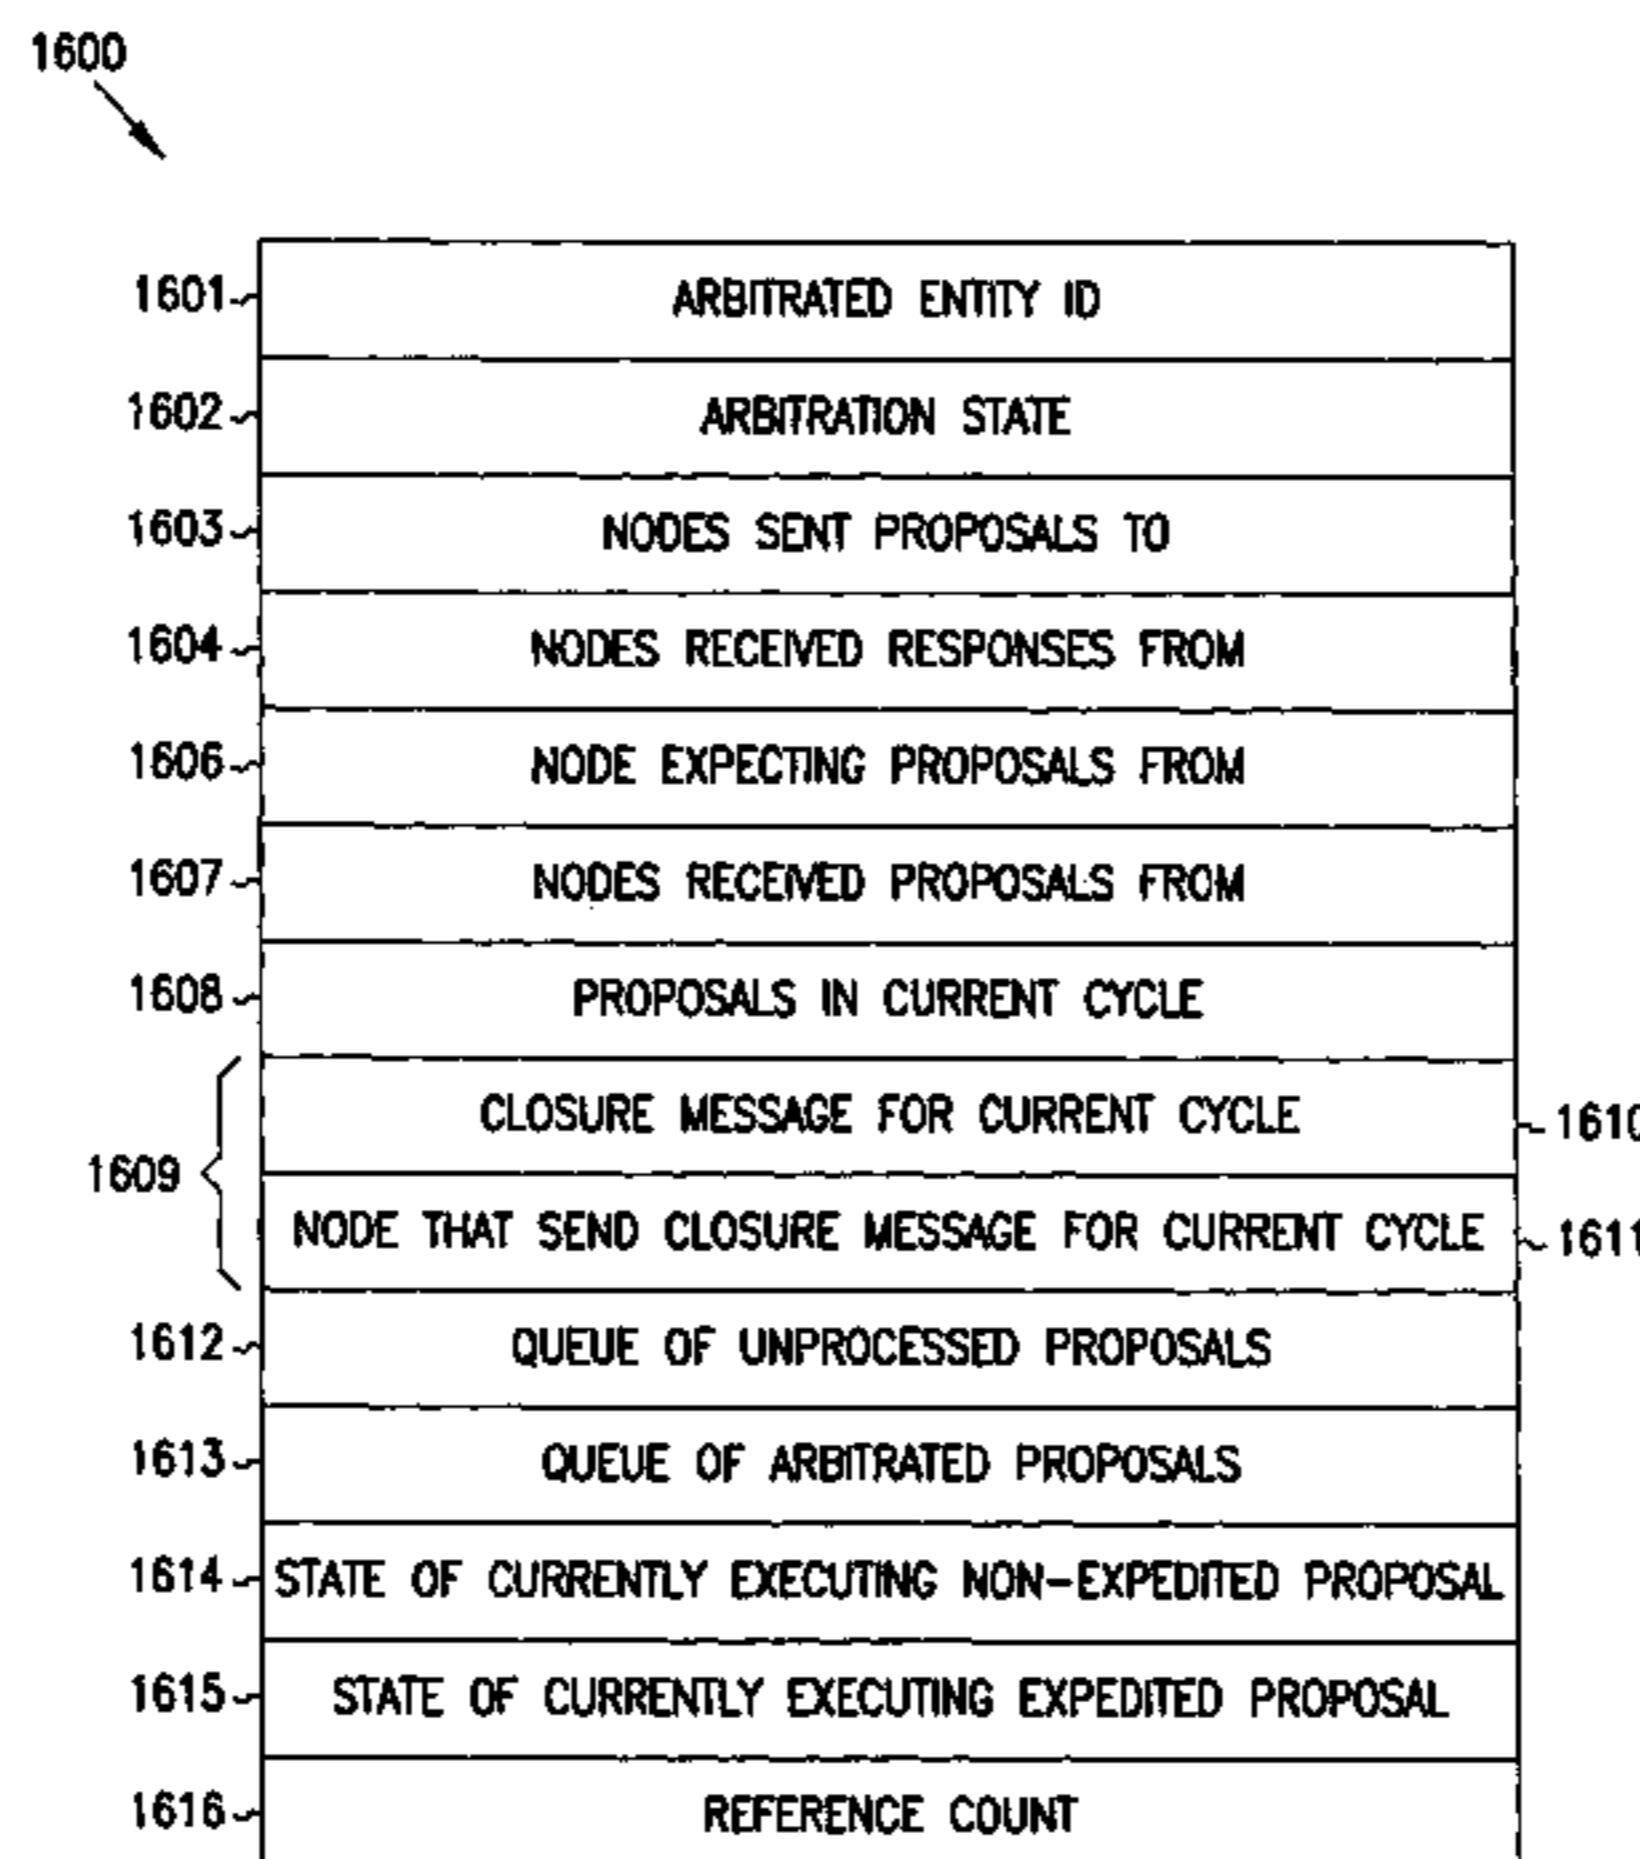 1600
1601 ARBITRATED ENTITY ID
1602 ARBITRATION STATE
1603 NODES SENT PROPOSALS TO
1604 NODES RECEIVED RESPONSES FROM
1606 NODE EXPECTING PROPOSALS FROM
1607 NODES RECEIVED PROPOSALS FROM
1608 PROPOSALS IN CURRENT CYCLE
CLOSURE MESSAGE FOR CURRENT CYCLE 1610
1609
NODE THAT SEND CLOSURE MESSAGE FOR CURRENT CYCLE 1611
1612 QUEUE OF UNPROCESSED PROPOSALS
1613 QUEUE OF ARBITRATED PROPOSALS
1614 STATE OF CURRENTLY EXECUTING NON-EXPEDITED PROPOSAL
1615 STATE OF CURRENTLY EXECUTING EXPEDITED PROPOSAL
1616 REFERENCE COUNT